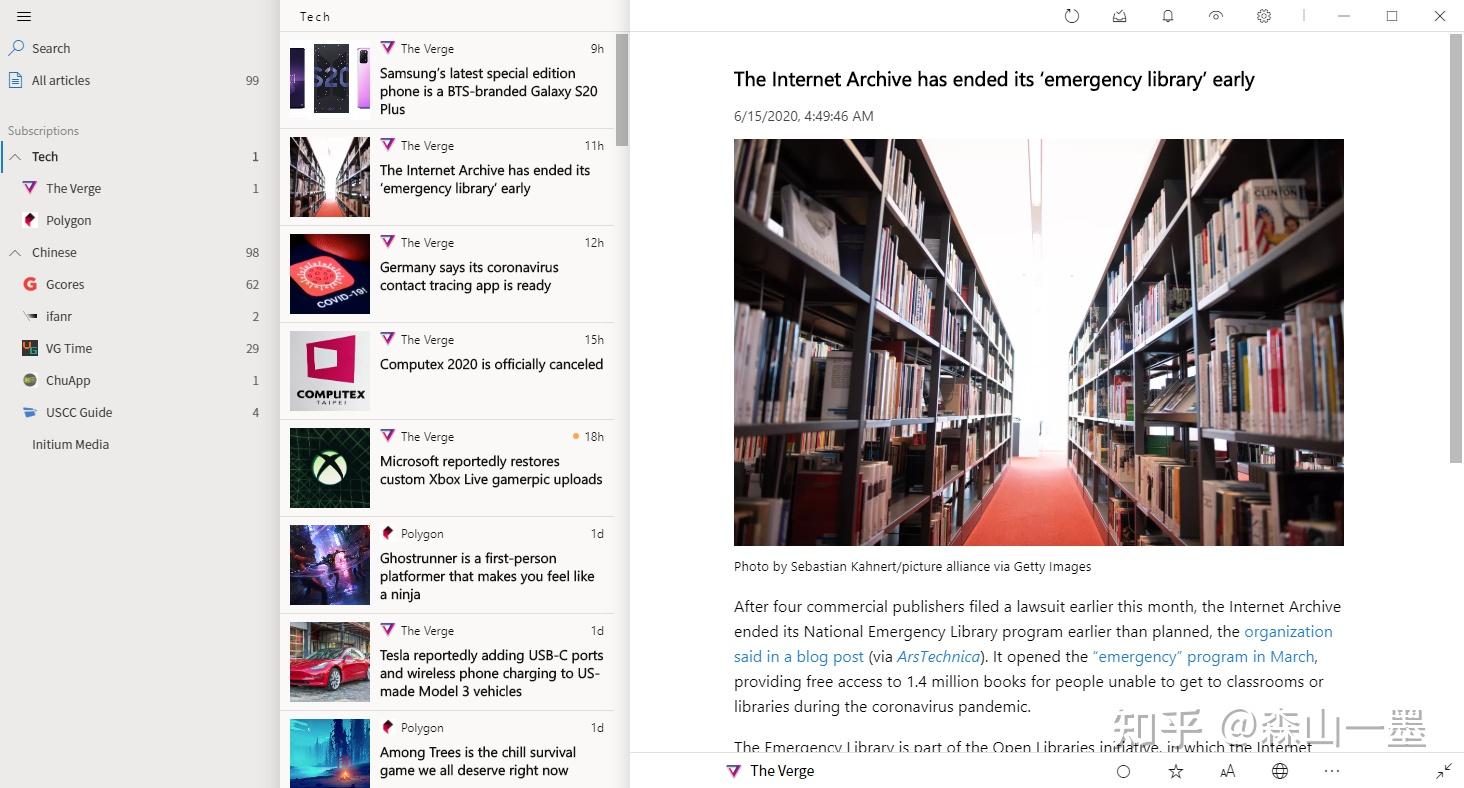 Tech
Search
All articles 99
Subscriptions
Tech 1
The Verge 1
Polygon
Chinese 98
Gcores 62
ifanr 2
VG Time 29
ChuApp 1
USCC Guide 4
Initium Media
The Verge 9h
Samsung’s latest special edition
phone is a BTS-branded Galaxy S20
Plus
The Verge 11h
The Internet Archive has ended its
‘emergency library’ early
COVID-19
The Verge 12h
Germany says its coronavirus
contact tracing app is ready
COMPUTEX
TAIPEI
The Verge 15h
Computex 2020 is officially canceled
The Verge 18h
Microsoft reportedly restores
custom Xbox Live gamerpic uploads
Polygon 1d
Ghostrunner is a first-person
platformer that makes you feel like
a ninja
The Verge 1d
Tesla reportedly adding USB-C ports
and wireless phone charging to US-
made Model 3 vehicles
Polygon 1d
Among Trees is the chill survival
game we all deserve right now
The Internet Archive has ended its ‘emergency library’ early
6/15/2020, 4:49:46 AM
CLINTON
Photo by Sebastian Kahnert/picture alliance via Getty Images
After four commercial publishers filed a lawsuit earlier this month, the Internet Archive
ended its National Emergency Library program earlier than planned, the organization
said in a blog post (via ArsTechnica). It opened the “emergency” program in March,
providing free access to 1.4 million books for people unable to get to classrooms or
libraries during the coronavirus pandemic.
The Emergency Library is part of the Open Libraries initiative, in which the Internet
知乎 @森山一墨
The Verge
AA